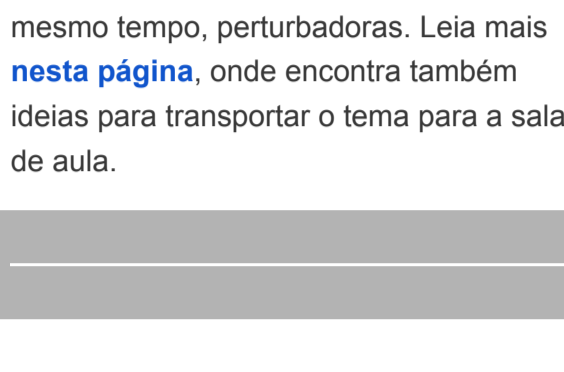 mesmo tempo, perturbadoras. Leia mais
nesta página, onde encontra também
ideias para transportar o tema para a sala
de aula.